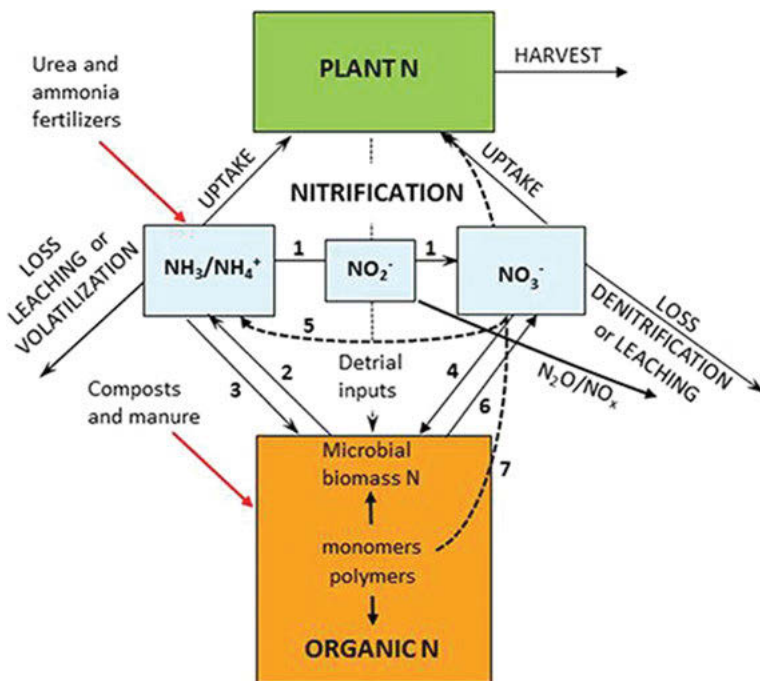 PLANT N
HARVEST
Urea and
ammonia
fertilizers
UPTAKE
UPTAKE
NITRIFICATION
NH₃/NH₄⁺
1
NO₂⁻
1
NO₃⁻
LOSS
LEACHING or
VOLATILIZATION
LOSS
DENITRIFICATION
or LEACHING
N₂O/NOₓ
5
2
3
Detrial
inputs
4
6
7
Composts
and manure
Microbial
biomass N
monomers
polymers
ORGANIC N